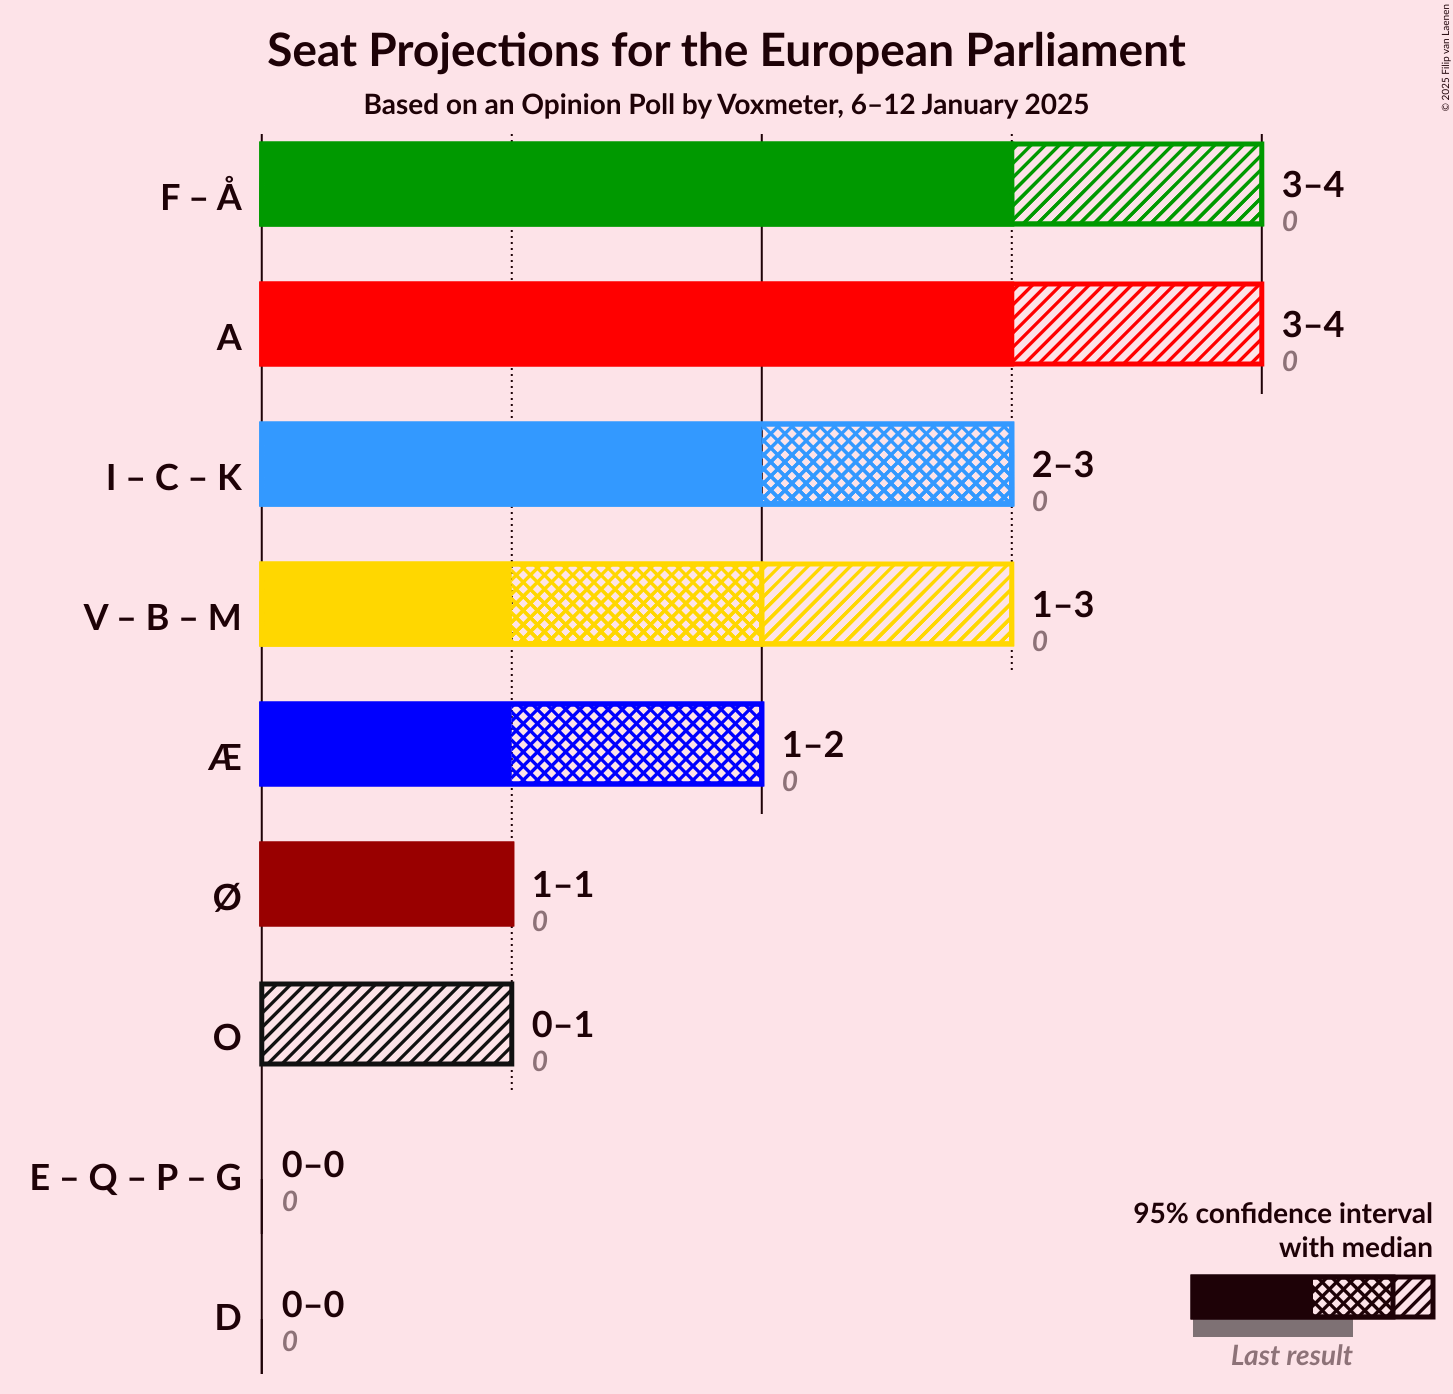 Seat Projections for the European Parliament
Based on an Opinion Poll by Voxmeter, 6–12 January 2025
© 2025 Filip van Laenen
F – Å
3–4
0
A
3–4
0
I – C – K
2–3
0
V – B – M
1–3
0
Æ
1–2
0
Ø
1–1
0
O
0–1
0
E – Q – P – G
0–0
0
D
0–0
0
95% confidence interval
with median
Last result